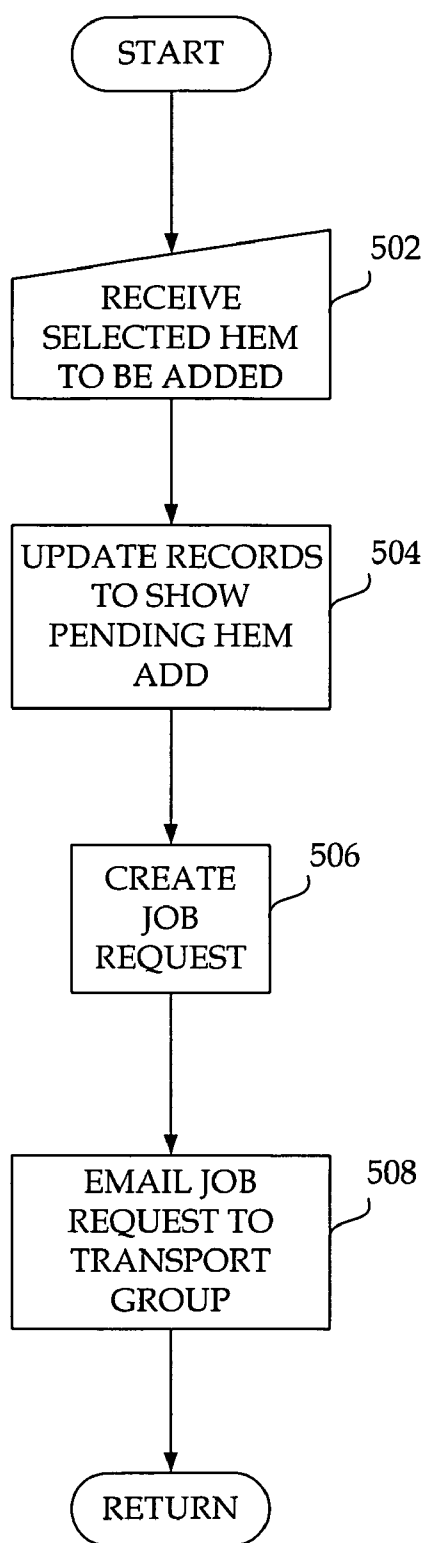 START
502
RECEIVE
SELECTED HEM
TO BE ADDED
504
UPDATE RECORDS
TO SHOW
PENDING HEM
ADD
506
CREATE
JOB
REQUEST
508
EMAIL JOB
REQUEST TO
TRANSPORT
GROUP
RETURN